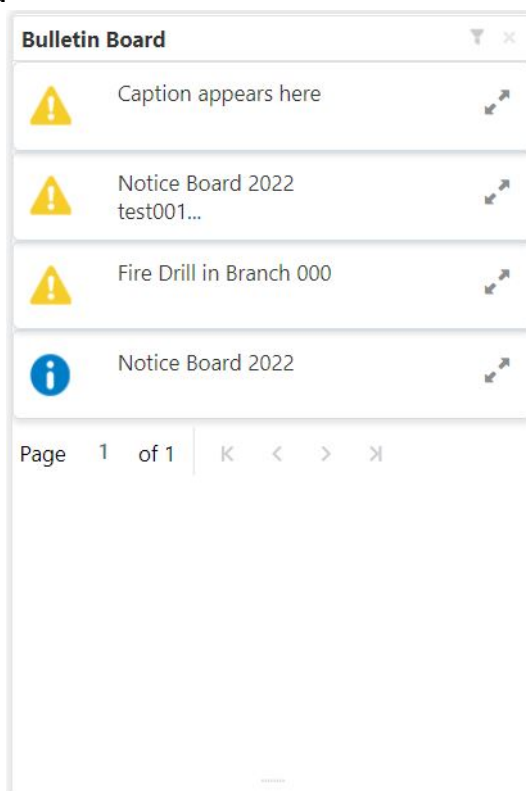 Bulletin Board
Caption appears here
Notice Board 2022
test001...
Fire Drill in Branch 000
Notice Board 2022
Page 1 of 1